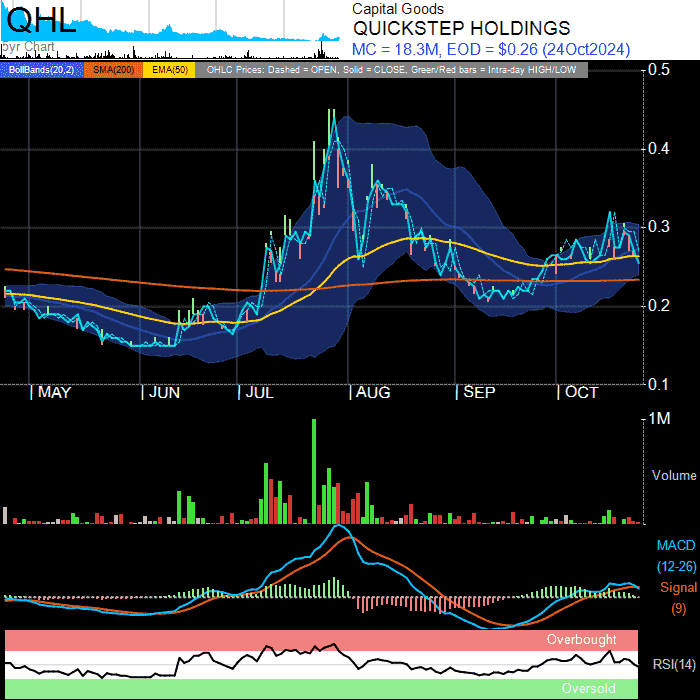 QHL
Capital Goods
QUICKSTEP HOLDINGS
MC = 18.3M, EOD = $0.26 (24Oct2024)
5yr Chart
BollBands(20,2) SMA(200) EMA(50) OHLC Prices: Dashed = OPEN, Solid = CLOSE, Green/Red bars = Intra-day HIGH/LOW
0.5
0.4
0.3
0.2
0.1
MAY JUN JUL AUG SEP OCT
1M
Volume
MACD
(12-26)
Signal
(9)
Overbought
RSI(14)
Oversold